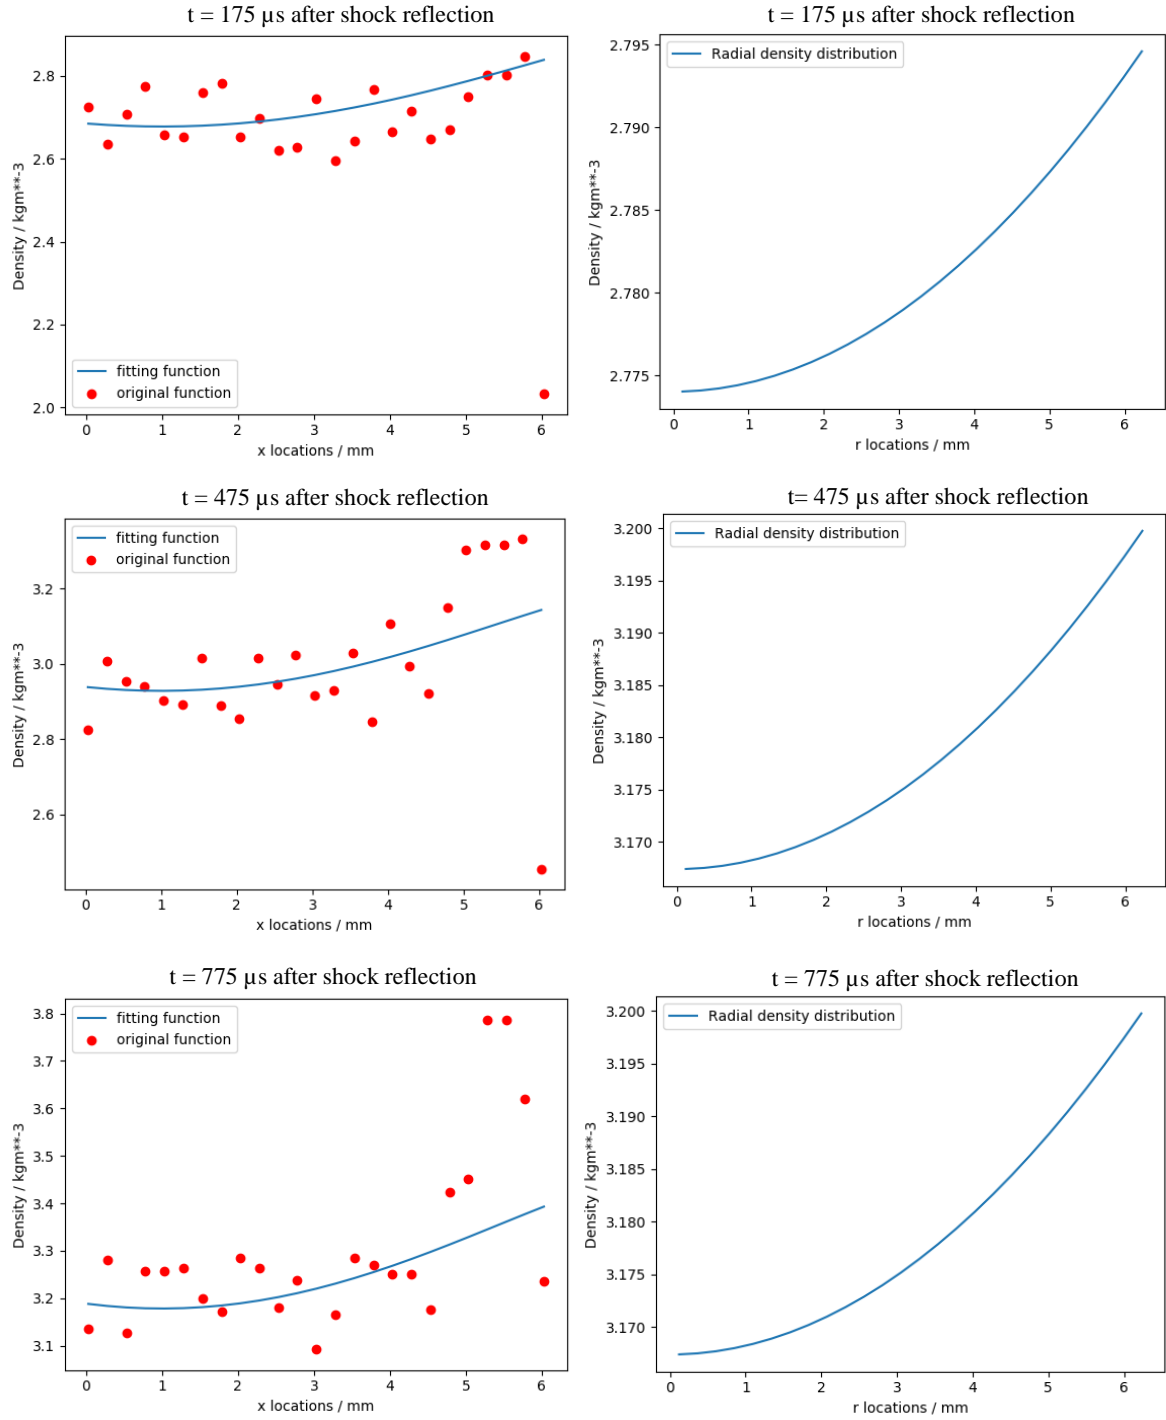 t = 175 µs after shock reflection
2.8
2.6
2.4
2.2
2.0
Density / kgm**-3
fitting function
original function
0 1 2 3 4 5 6
x locations / mm
t = 175 µs after shock reflection
Radial density distribution
2.795
2.790
2.785
2.780
2.775
Density / kgm**-3
0 1 2 3 4 5 6
r locations / mm
t = 475 µs after shock reflection
fitting function
original function
3.2
3.0
2.8
2.6
Density / kgm**-3
0 1 2 3 4 5 6
x locations / mm
t= 475 µs after shock reflection
Radial density distribution
3.200
3.195
3.190
3.185
3.180
3.175
3.170
Density / kgm**-3
0 1 2 3 4 5 6
r locations / mm
t = 775 µs after shock reflection
fitting function
original function
3.8
3.7
3.6
3.5
3.4
3.3
3.2
3.1
Density / kgm**-3
0 1 2 3 4 5 6
x locations / mm
t = 775 µs after shock reflection
Radial density distribution
3.200
3.195
3.190
3.185
3.180
3.175
3.170
Density / kgm**-3
0 1 2 3 4 5 6
r locations / mm